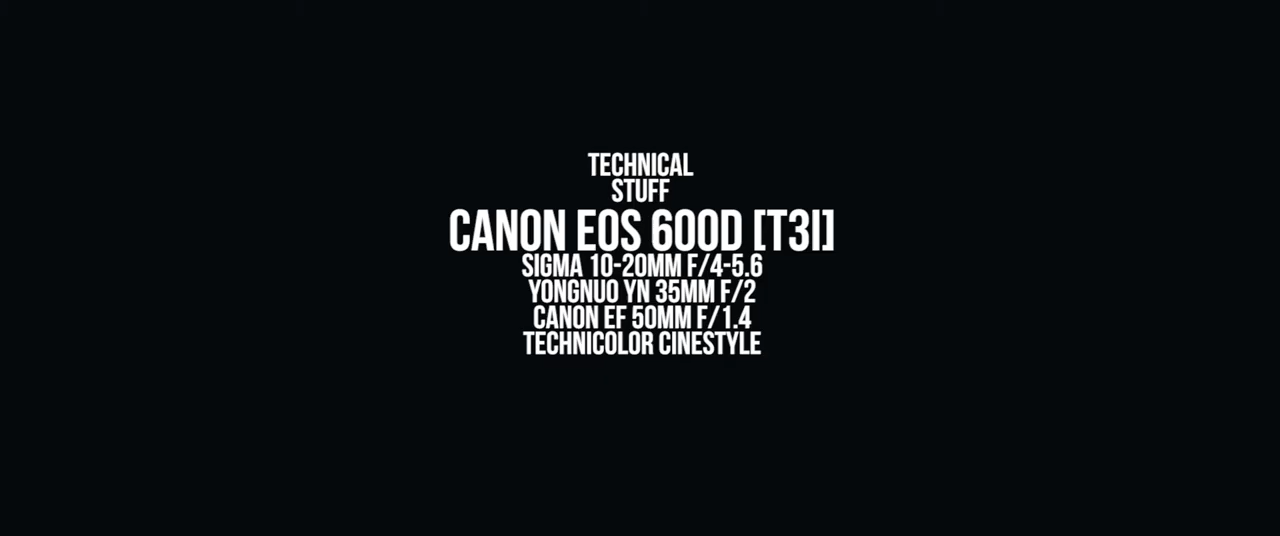 TECHNICAL
STUFF
CANON EOS 600D [T3I]
SIGMA 10-20MM F/4-5.6
YONGNUO YN 35MM F/2
CANON EF 50MM F/1.4
TECHNICOLOR CINESTYLE